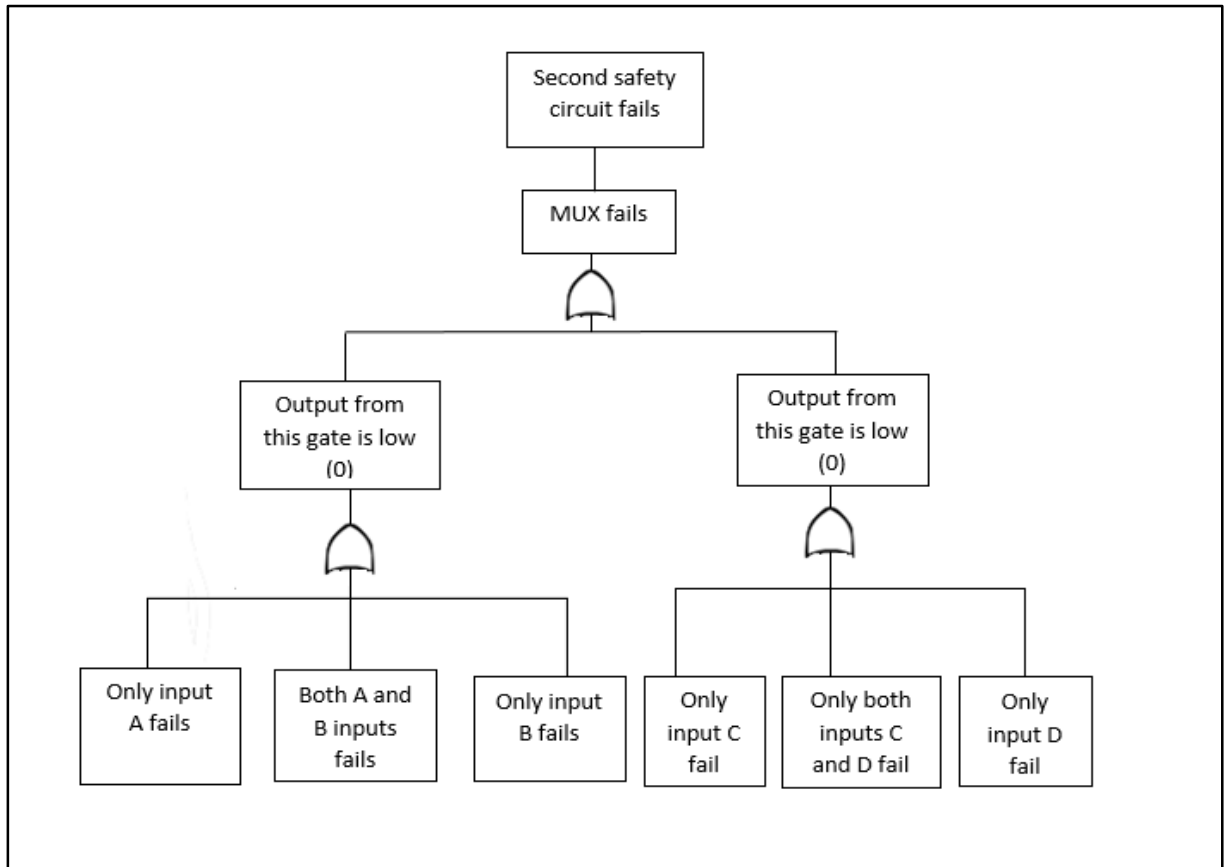 Second safety
circuit fails
MUX fails
Output from
this gate is low
(0)
Output from
this gate is low
(0)
Only input
A fails
Both A and
B inputs
fails
Only input
B fails
Only
input C
fail
Only both
inputs C
and D fail
Only
input D
fail